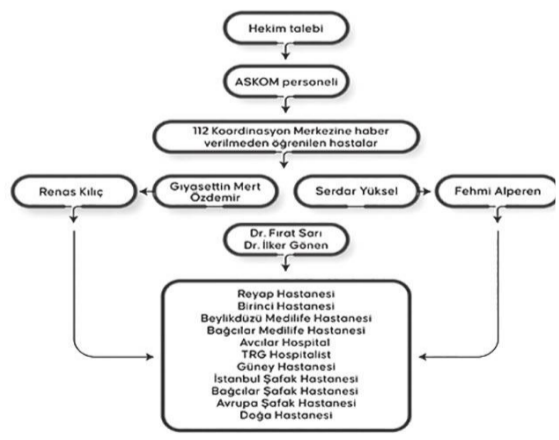 Hekim talebi
ASKOM personeli
112 Koordinasyon Merkezine haber
verilmeden öğrenilen hastalar
Renas Kılıç
Gıyasettin Mert
Özdemir
Serdar Yüksel
Fehmi Alperen
Dr. Fırat Sarı
Dr. İlker Gönen
Reyap Hastanesi
Birinci Hastanesi
Beylikdüzü Medilife Hastanesi
Bağcılar Medilife Hastanesi
Avcılar Hospital
TRG Hospitalist
Güney Hastanesi
İstanbul Şafak Hastanesi
Bağcılar Şafak Hastanesi
Avrupa Şafak Hastanesi
Doğa Hastanesi